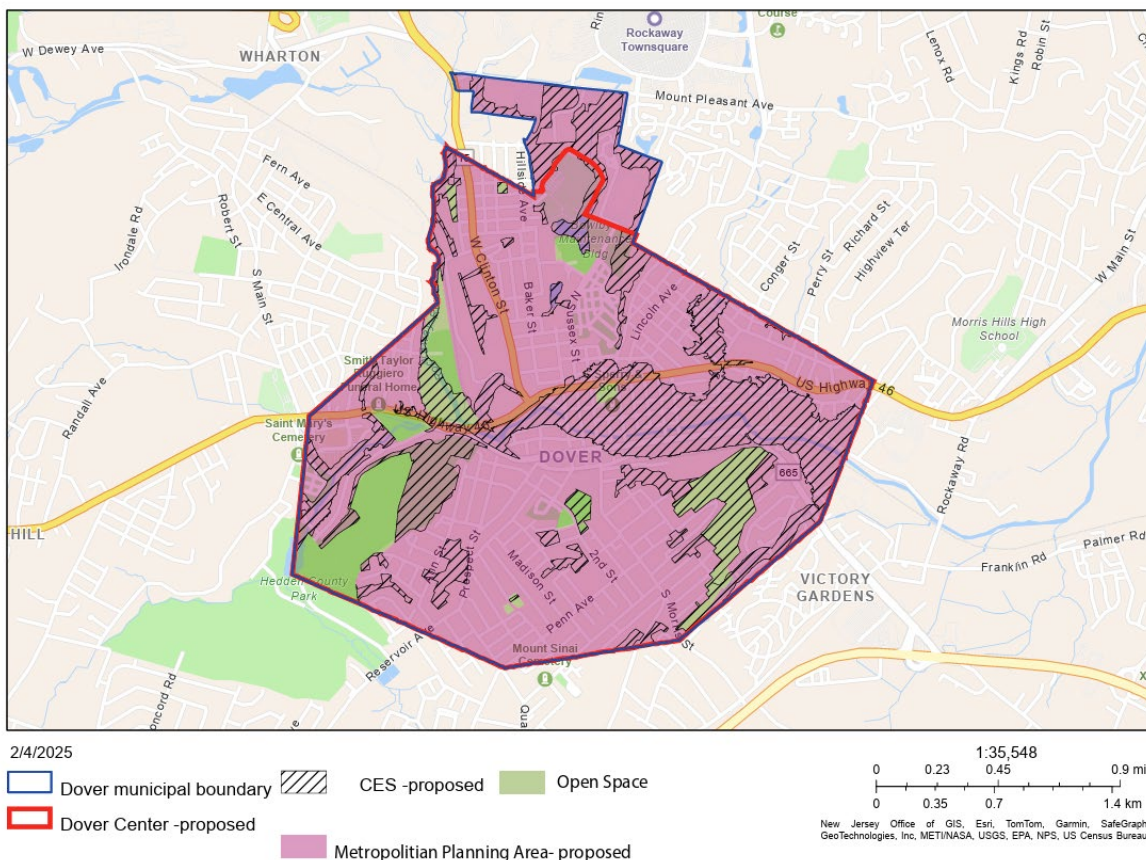 Course
Rockaway
Townsquare
W Dewey Ave
WHARTON
Lenox Rd
Kings Rd
Robin St
Mount Pleasant Ave
Fern Ave
E Central Ave
Hillside Ave
Irondale Rd
Robert St
S Main St
Maintenance
Bldg
Richard St
Highview Ter
Conger St
Perry St
W Main St
W Clinton St
Baker St
N Sussex St
Lincoln Ave
Morris Hills High
School
Smith Taylor
Ruggiero
Funeral Home
US Highwa
46
Randall Ave
Saint Mary's
Cemetery
DOVER
665
Rockaway Rd
HILL
Palmer Rd
Franklin Rd
Prospect St
Madison St
2nd St
Penn Ave
Hedden County
Park
VICTORY
GARDENS
Reservoir Ave
Mount Sinai
Cemetery
oncord Rd
Qua
2/4/2025
Dover municipal boundary
CES -proposed
Open Space
Dover Center -proposed
Metropolitian Planning Area- proposed
1:35,548
0 0.23 0.45 0.9 mi
0 0.35 0.7 1.4 km
New Jersey Office of GIS, Esri, TomTom, Garmin, SafeGraph
GeoTechnologies, Inc, METI/NASA, USGS, EPA, NPS, US Census Bureau